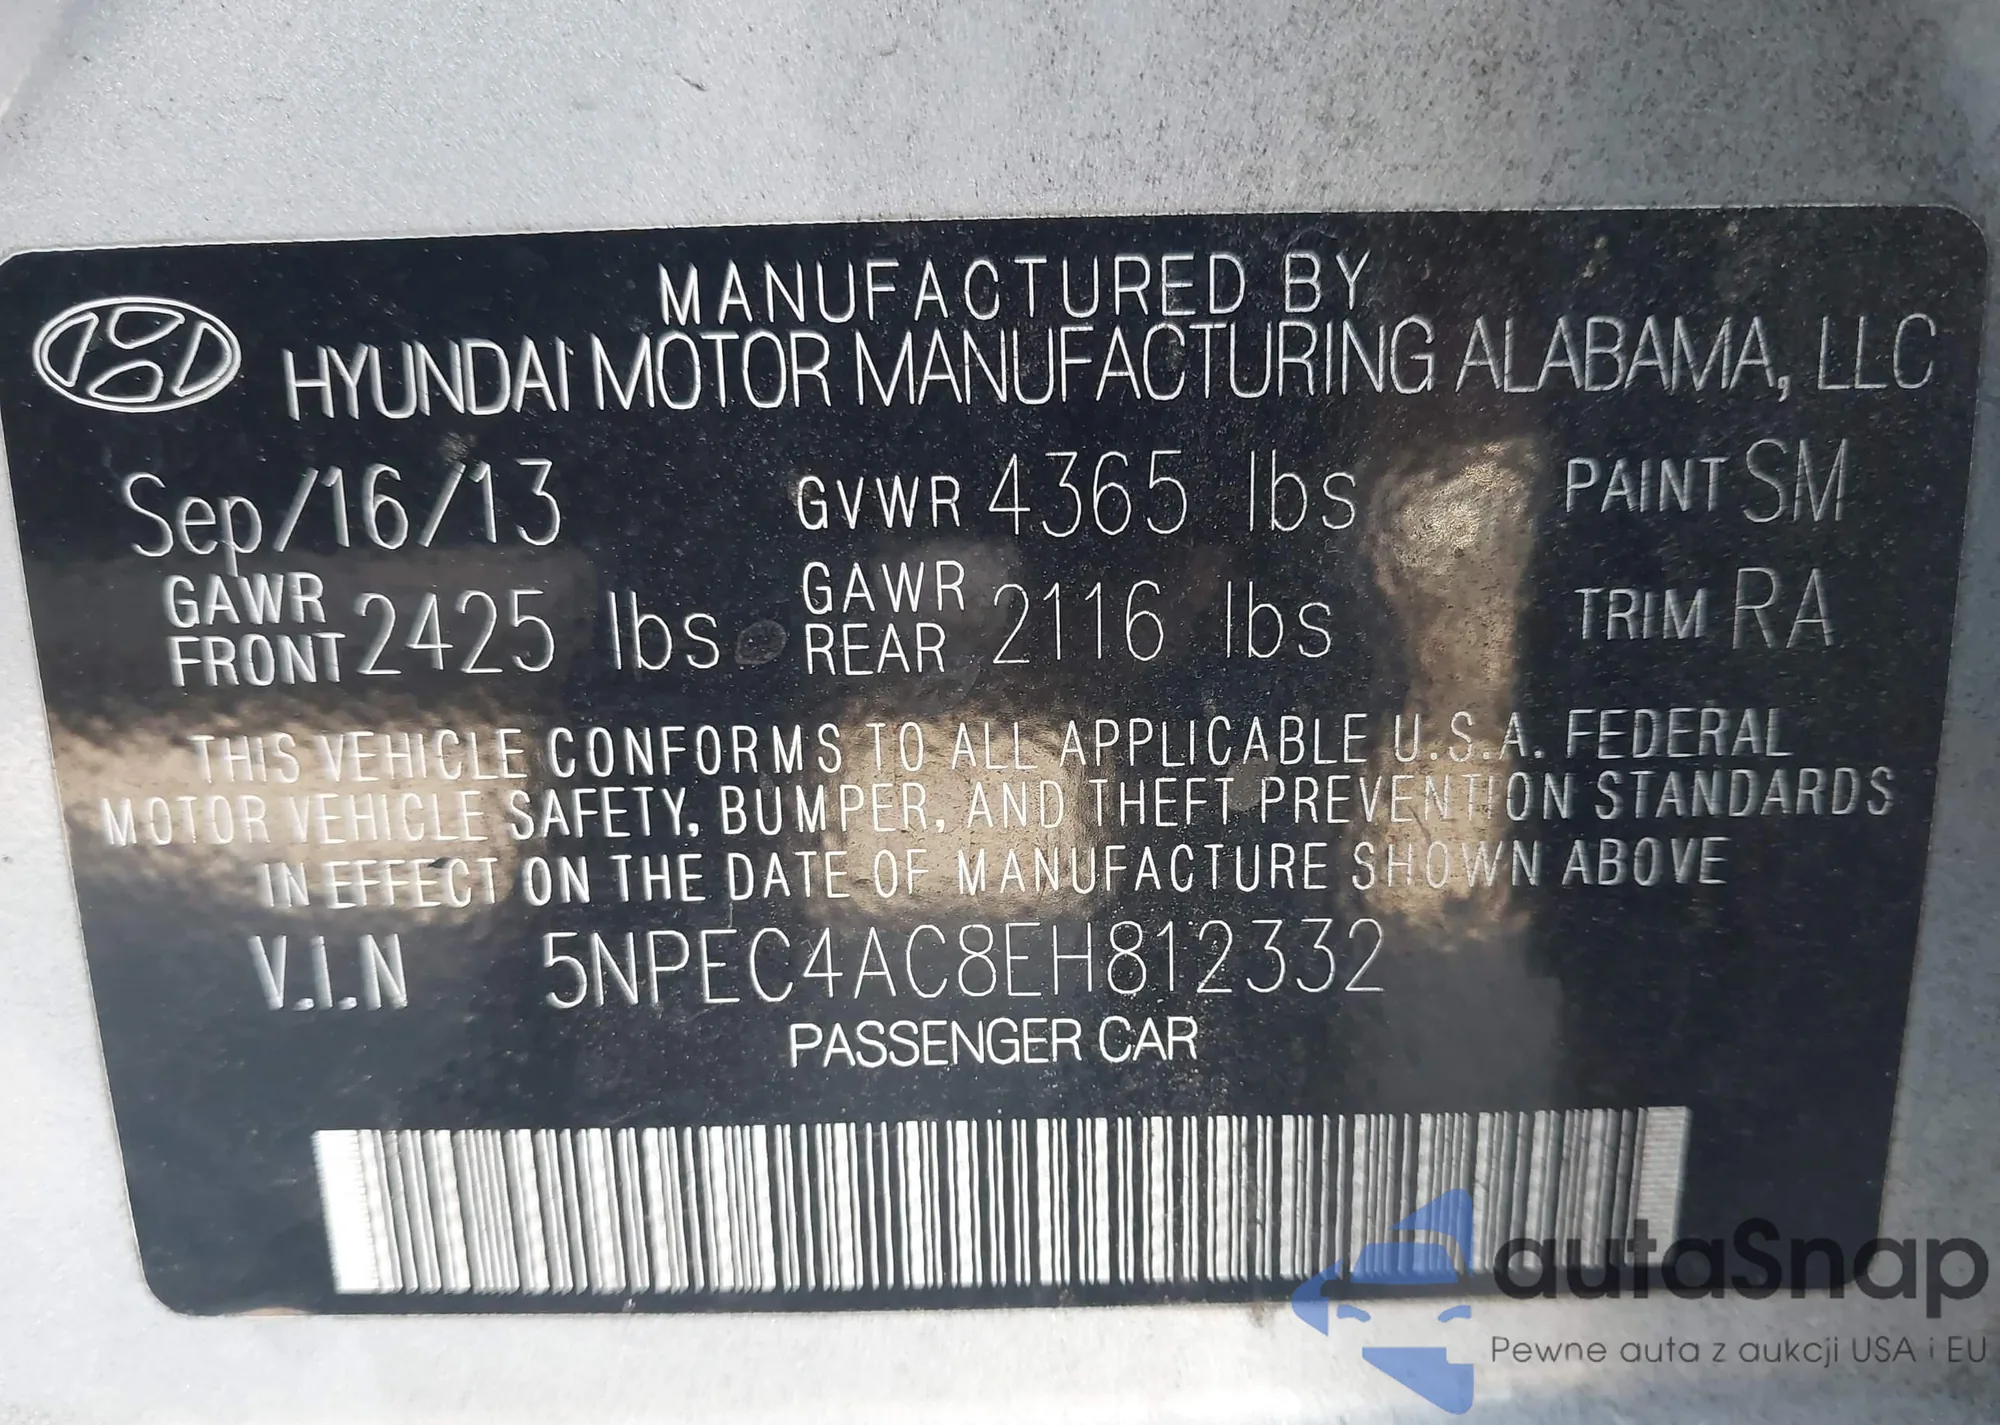 MANUFACTURED BY
HYUNDAI MOTOR MANUFACTURING ALABAMA, LLC
Sep/16/13 GVWR 4365 lbs PAINT SM
GAWR FRONT 2425 lbs GAWR REAR 2116 lbs TRIM RA
THIS VEHICLE CONFORMS TO ALL APPLICABLE U.S.A. FEDERAL
MOTOR VEHICLE SAFETY, BUMPER, AND THEFT PREVENTION STANDARDS
IN EFFECT ON THE DATE OF MANUFACTURE SHOWN ABOVE
V.I.N 5NPEC4AC8EH812332
PASSENGER CAR
autaSnap
Pewne auta z aukcji USA i EU